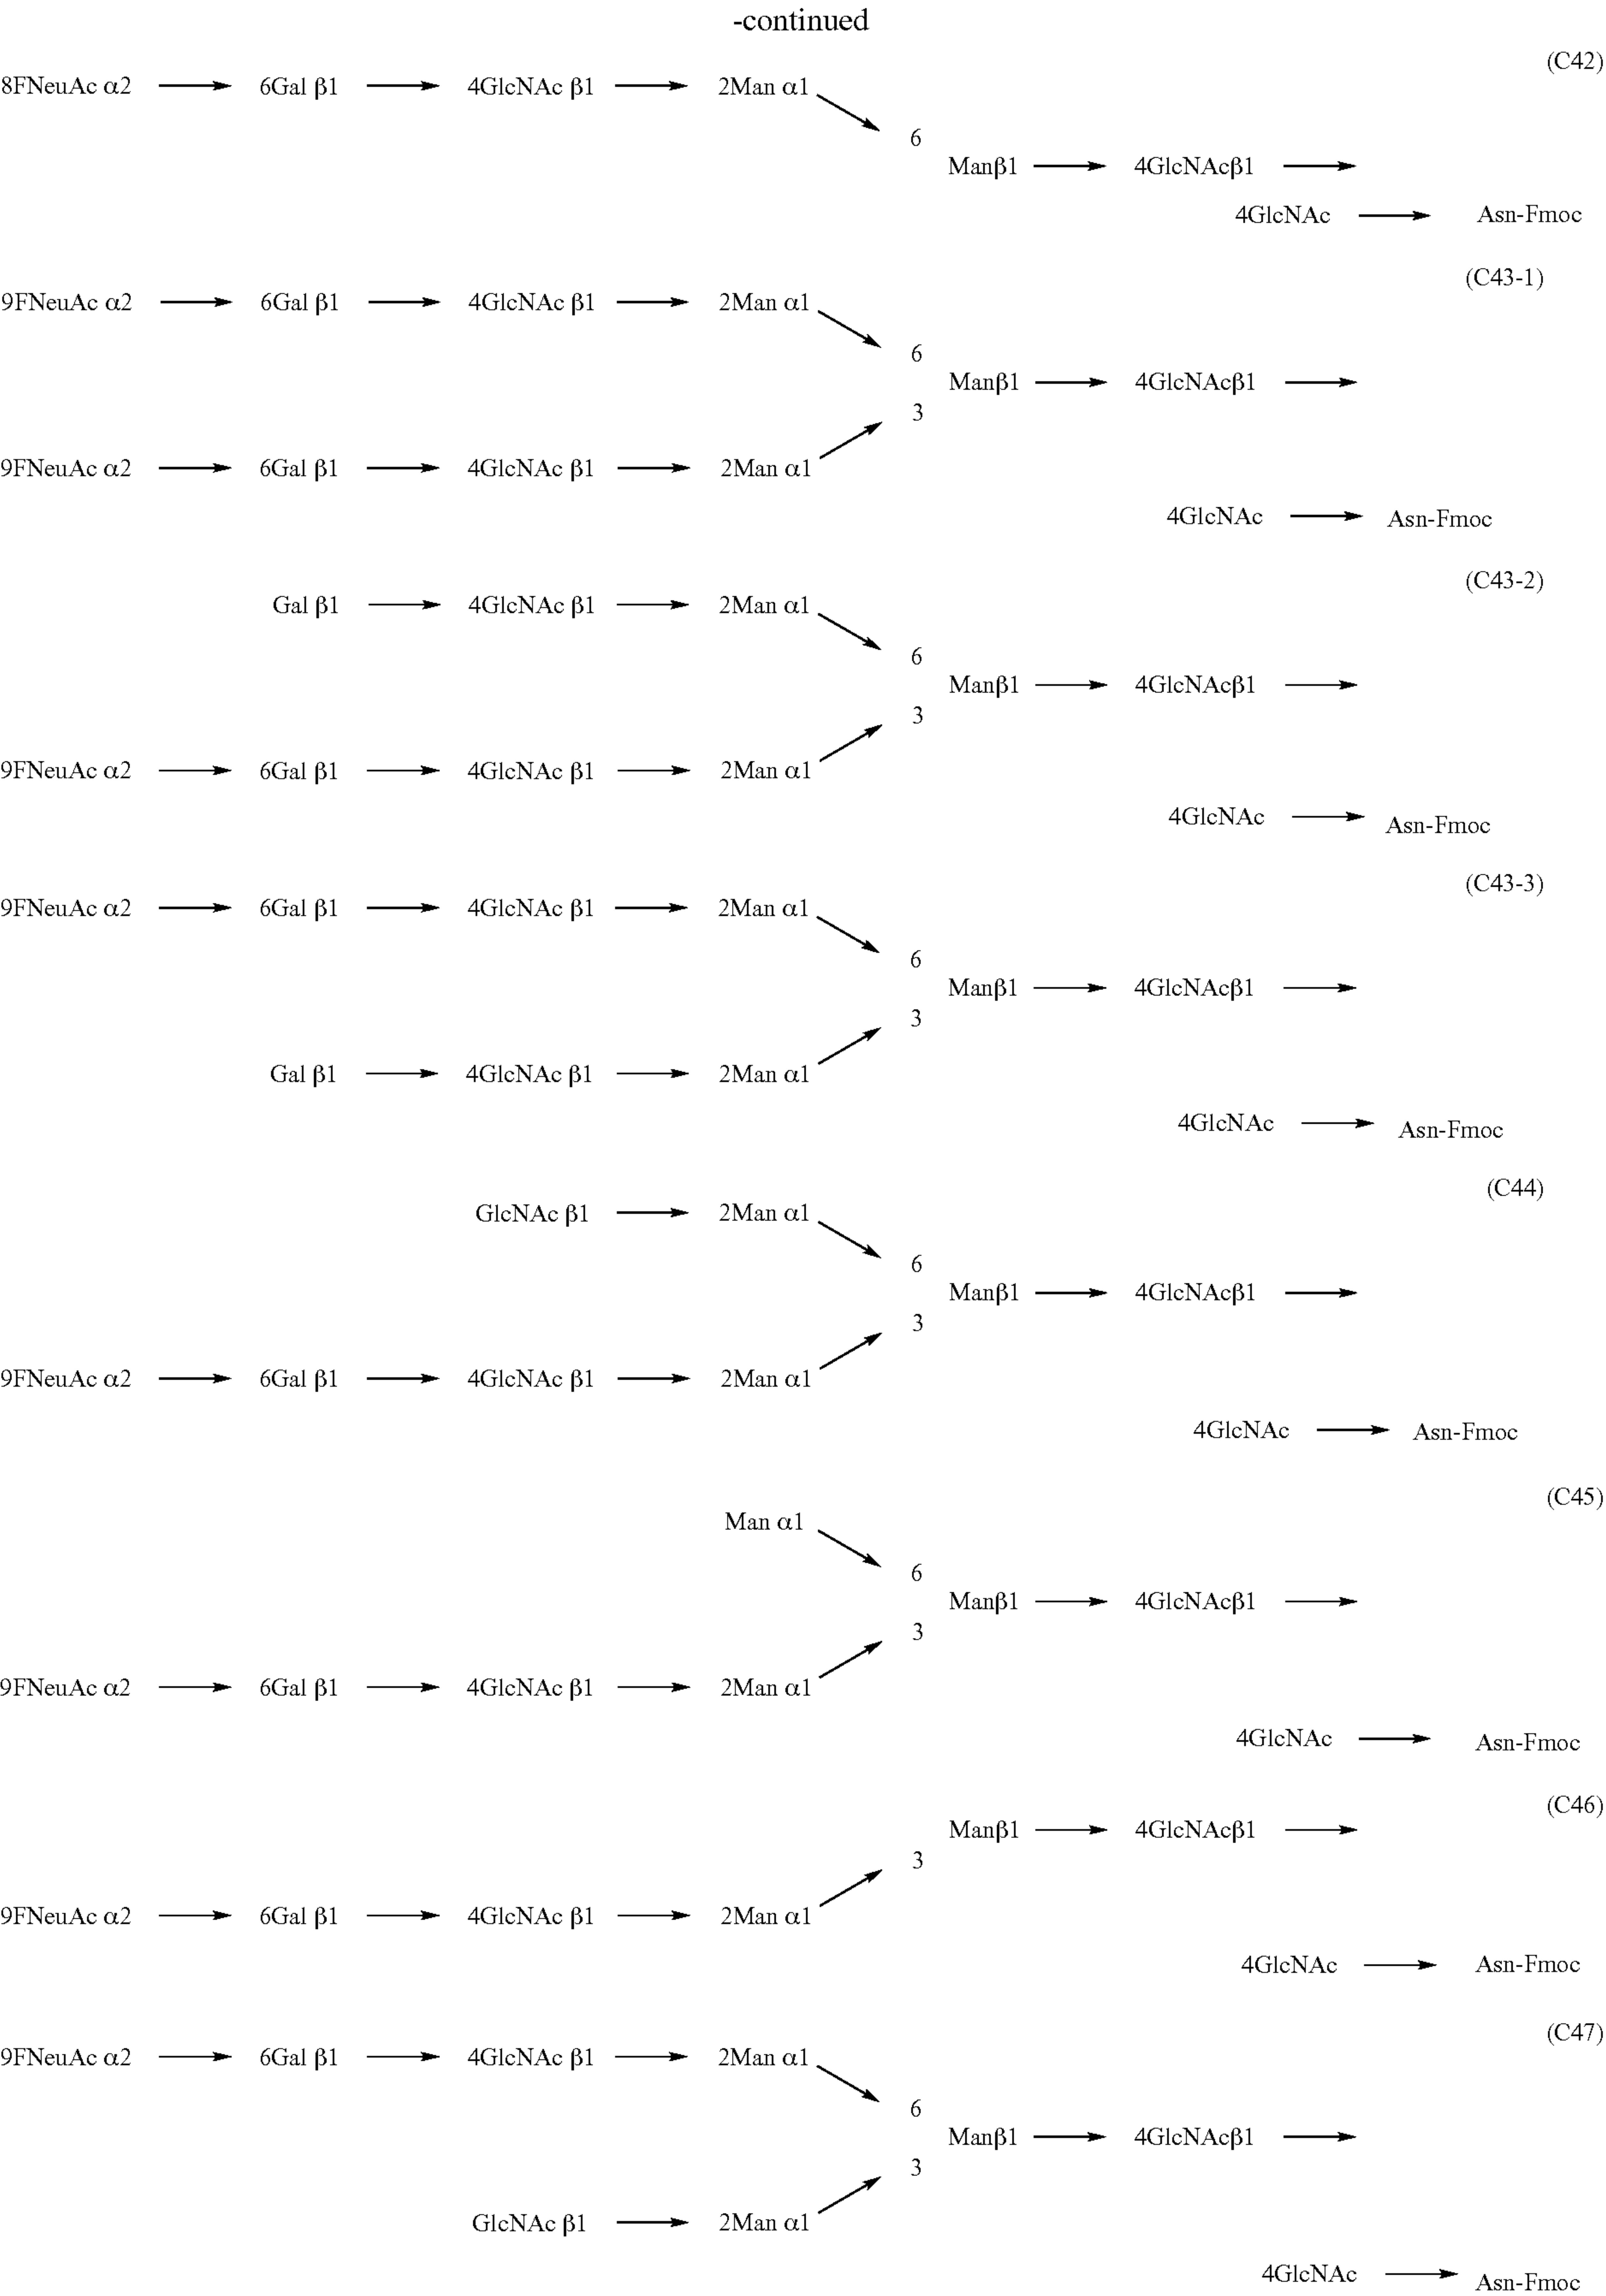 -continued
(C42)
8FNeuAc α2 → 6Gal β1 → 4GlcNAc β1 → 2Man α1
6
Manβ1 → 4GlcNAcβ1 →
4GlcNAc → Asn-Fmoc
(C43-1)
9FNeuAc α2 → 6Gal β1 → 4GlcNAc β1 → 2Man α1
6
Manβ1 → 4GlcNAcβ1 →
3
9FNeuAc α2 → 6Gal β1 → 4GlcNAc β1 → 2Man α1
4GlcNAc → Asn-Fmoc
(C43-2)
Gal β1 → 4GlcNAc β1 → 2Man α1
6
Manβ1 → 4GlcNAcβ1 →
3
9FNeuAc α2 → 6Gal β1 → 4GlcNAc β1 → 2Man α1
4GlcNAc → Asn-Fmoc
(C43-3)
9FNeuAc α2 → 6Gal β1 → 4GlcNAc β1 → 2Man α1
6
Manβ1 → 4GlcNAcβ1 →
3
Gal β1 → 4GlcNAc β1 → 2Man α1
4GlcNAc → Asn-Fmoc
(C44)
GlcNAc β1 → 2Man α1
6
Manβ1 → 4GlcNAcβ1 →
3
9FNeuAc α2 → 6Gal β1 → 4GlcNAc β1 → 2Man α1
4GlcNAc → Asn-Fmoc
(C45)
Man α1
6
Manβ1 → 4GlcNAcβ1 →
3
9FNeuAc α2 → 6Gal β1 → 4GlcNAc β1 → 2Man α1
4GlcNAc → Asn-Fmoc
(C46)
Manβ1 → 4GlcNAcβ1 →
3
9FNeuAc α2 → 6Gal β1 → 4GlcNAc β1 → 2Man α1
4GlcNAc → Asn-Fmoc
(C47)
9FNeuAc α2 → 6Gal β1 → 4GlcNAc β1 → 2Man α1
6
Manβ1 → 4GlcNAcβ1 →
3
GlcNAc β1 → 2Man α1
4GlcNAc → Asn-Fmoc